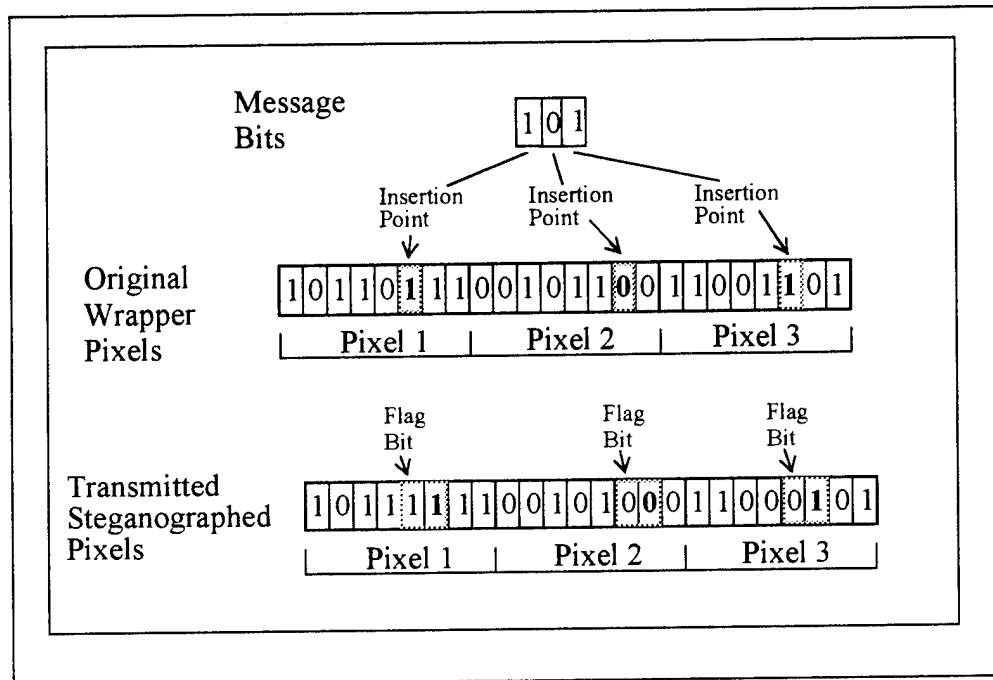 Message
Bits
1 0 1
Insertion
Point
Insertion
Point
Insertion
Point
Original
Wrapper
Pixels
1 0 1 1 0 1 1 1 0 0 1 0 1 1 0 0 1 1 0 0 1 1 0 1
Pixel 1 Pixel 2 Pixel 3
Flag
Bit
Flag
Bit
Flag
Bit
Transmitted
Steganographed
Pixels
1 0 1 1 1 1 1 1 0 0 1 0 1 0 0 0 1 1 0 0 0 1 0 1
Pixel 1 Pixel 2 Pixel 3